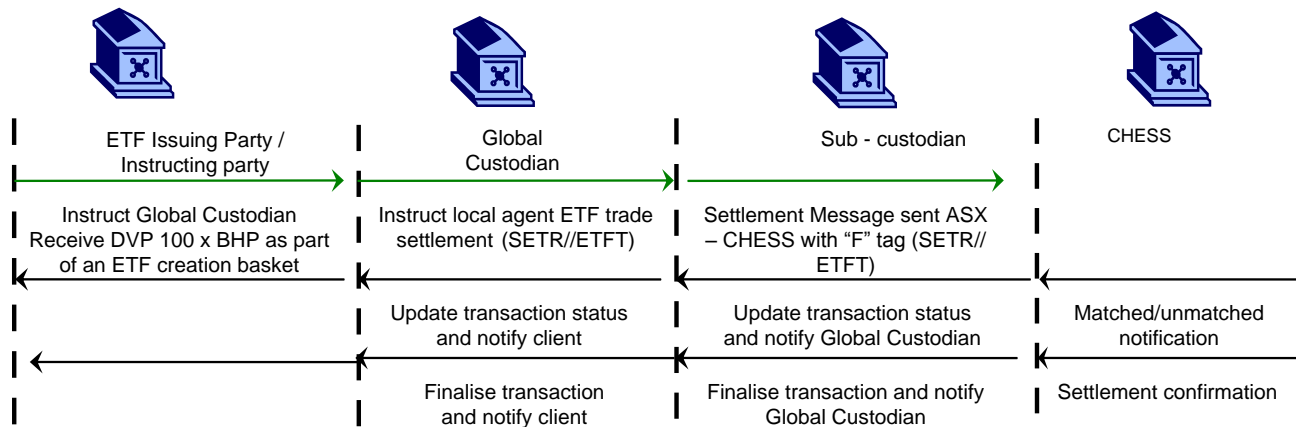 ETF Issuing Party /
Instructing party
Global
Custodian
Sub - custodian
CHESS
Instruct Global Custodian
Receive DVP 100 x BHP as part
of an ETF creation basket
Instruct local agent ETF trade
settlement (SETR//ETFT)
Settlement Message sent ASX
– CHESS with “F” tag (SETR//
ETFT)
Update transaction status
and notify client
Update transaction status
and notify Global Custodian
Matched/unmatched
notification
Finalise transaction
and notify client
Finalise transaction and notify
Global Custodian
Settlement confirmation